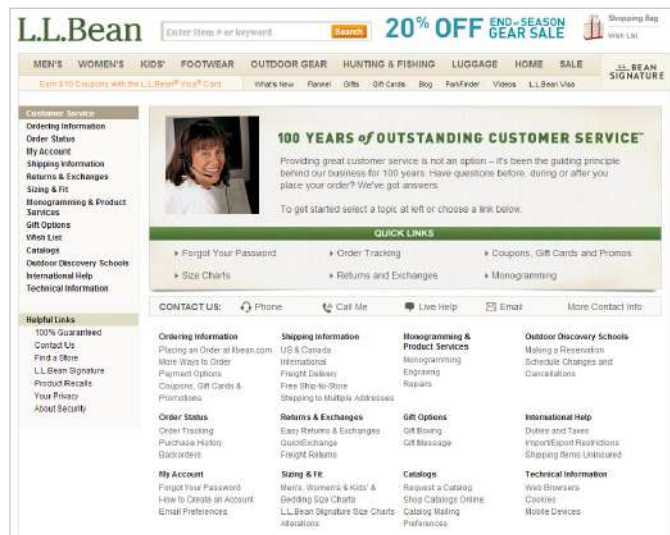 L.L.Bean
Enter item # or keyword
Search
20% OFF END-of-SEASON GEAR SALE
Shopping Bag
Wish List
MEN'S WOMEN'S KIDS' FOOTWEAR OUTDOOR GEAR HUNTING & FISHING LUGGAGE HOME SALE
L.L.BEAN
SIGNATURE
Earn $10 Coupons with the L.L.Bean® Visa® Card
What's New Flannel Gifts Gift Cards Blog ParkFinder Videos L.L.Bean Visa
Customer Service
Ordering Information
Order Status
My Account
Shipping Information
Returns & Exchanges
Sizing & Fit
Monogramming & Product
Services
Gift Options
Wish List
Catalogs
Outdoor Discovery Schools
International Help
Technical Information
Helpful Links
100% Guaranteed
Contact Us
Find a Store
L.L.Bean Signature
Product Recalls
Your Privacy
About Security
100 YEARS of OUTSTANDING CUSTOMER SERVICE™
Providing great customer service is not an option – it's been the guiding principle
behind our business for 100 years. Have questions before, during or after you
place your order? We've got answers.
To get started select a topic at left or choose a link below.
QUICK LINKS
Forgot Your Password
Order Tracking
Coupons, Gift Cards and Promos
Size Charts
Returns and Exchanges
Monogramming
CONTACT US: Phone Call Me Live Help Email More Contact Info
Ordering Information
Placing an Order at llbean.com
More Ways to Order
Payment Options
Coupons, Gift Cards &
Promotions
Shipping Information
US & Canada
International
Freight Delivery
Free Ship-to-Store
Shipping to Multiple Addresses
Monogramming &
Product Services
Monogramming
Engraving
Repairs
Outdoor Discovery Schools
Making a Reservation
Schedule Changes and
Cancellations
Order Status
Order Tracking
Purchase History
Backorders
Returns & Exchanges
Easy Returns & Exchanges
QuickExchange
Freight Returns
Gift Options
Gift Boxing
Gift Message
International Help
Duties and Taxes
Import/Export Restrictions
Shipping Items Uninsured
My Account
Forgot Your Password
How to Create an Account
Email Preferences
Sizing & Fit
Men's, Women's & Kids' &
Bedding Size Charts
L.L.Bean Signature Size Charts
Alterations
Catalogs
Request a Catalog
Shop Catalogs Online
Catalog Mailing
Preferences
Technical Information
Web Browsers
Cookies
Mobile Devices